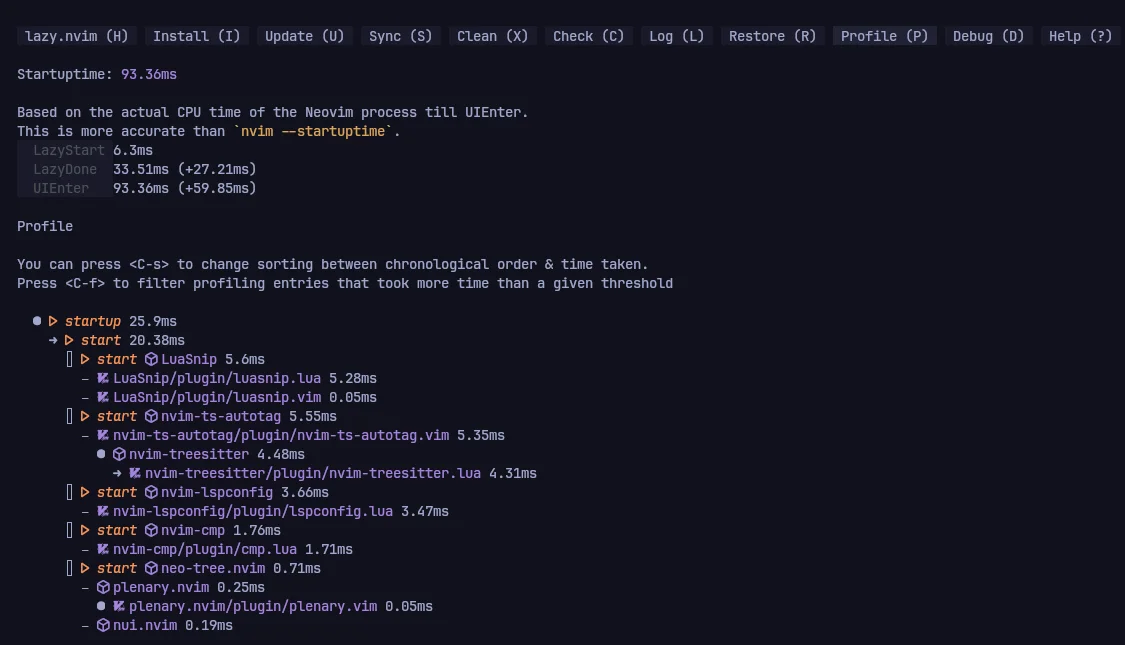 lazy.nvim (H) Install (I) Update (U) Sync (S) Clean (X) Check (C) Log (L) Restore (R) Profile (P) Debug (D) Help (?)
Startuptime: 93.36ms
Based on the actual CPU time of the Neovim process till UIEnter.
This is more accurate than `nvim --startuptime`.
LazyStart 6.3ms
LazyDone 33.51ms (+27.21ms)
UIEnter 93.36ms (+59.85ms)
Profile
You can press <C-s> to change sorting between chronological order & time taken.
Press <C-f> to filter profiling entries that took more time than a given threshold
startup 25.9ms
start 20.38ms
start LuaSnip 5.6ms
LuaSnip/plugin/luasnip.lua 5.28ms
LuaSnip/plugin/luasnip.vim 0.05ms
start nvim-ts-autotag 5.55ms
nvim-ts-autotag/plugin/nvim-ts-autotag.vim 5.35ms
nvim-treesitter 4.48ms
nvim-treesitter/plugin/nvim-treesitter.lua 4.31ms
start nvim-lspconfig 3.66ms
nvim-lspconfig/plugin/lspconfig.lua 3.47ms
start nvim-cmp 1.76ms
nvim-cmp/plugin/cmp.lua 1.71ms
start neo-tree.nvim 0.71ms
plenary.nvim 0.25ms
plenary.nvim/plugin/plenary.vim 0.05ms
nui.nvim 0.19ms